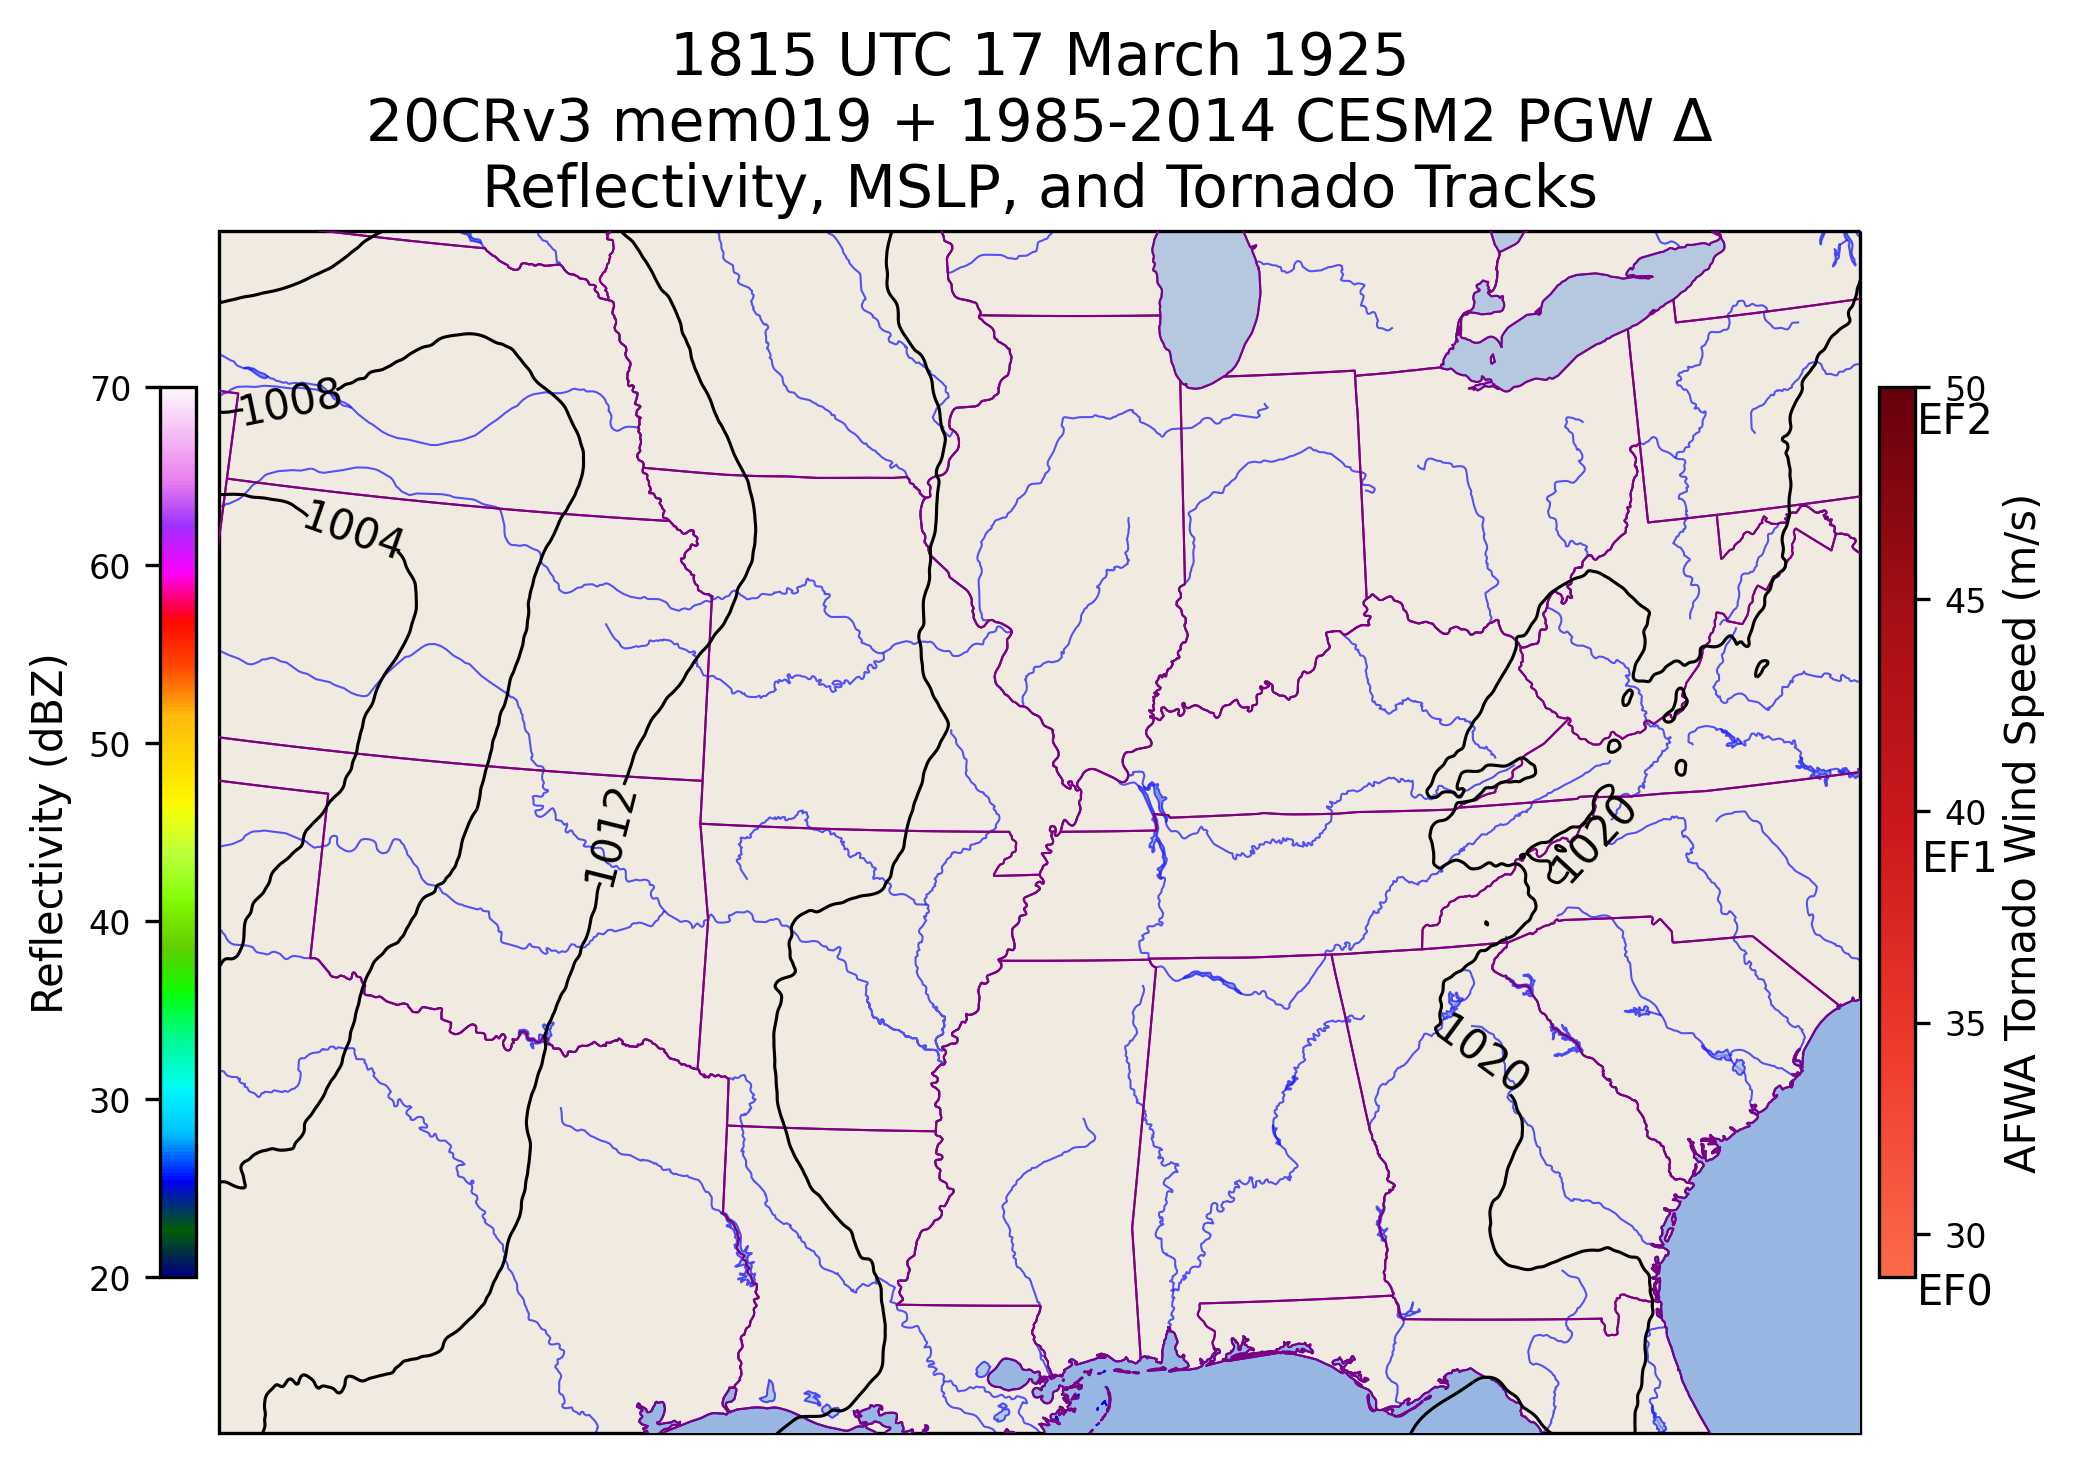 1815 UTC 17 March 1925
20CRv3 mem019 + 1985-2014 CESM2 PGW Δ
Reflectivity, MSLP, and Tornado Tracks
70
60
50
40
30
20
Reflectivity (dBZ)
1008
1004
1012
1020
1020
50
EF2
45
40
EF1
35
30
EF0
AFWA Tornado Wind Speed (m/s)